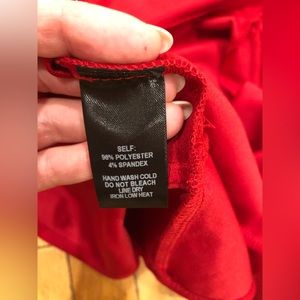 SELF:
96% POLYESTER
4% SPANDEX
HAND WASH COLD
DO NOT BLEACH
LINE DRY
IRON LOW HEAT